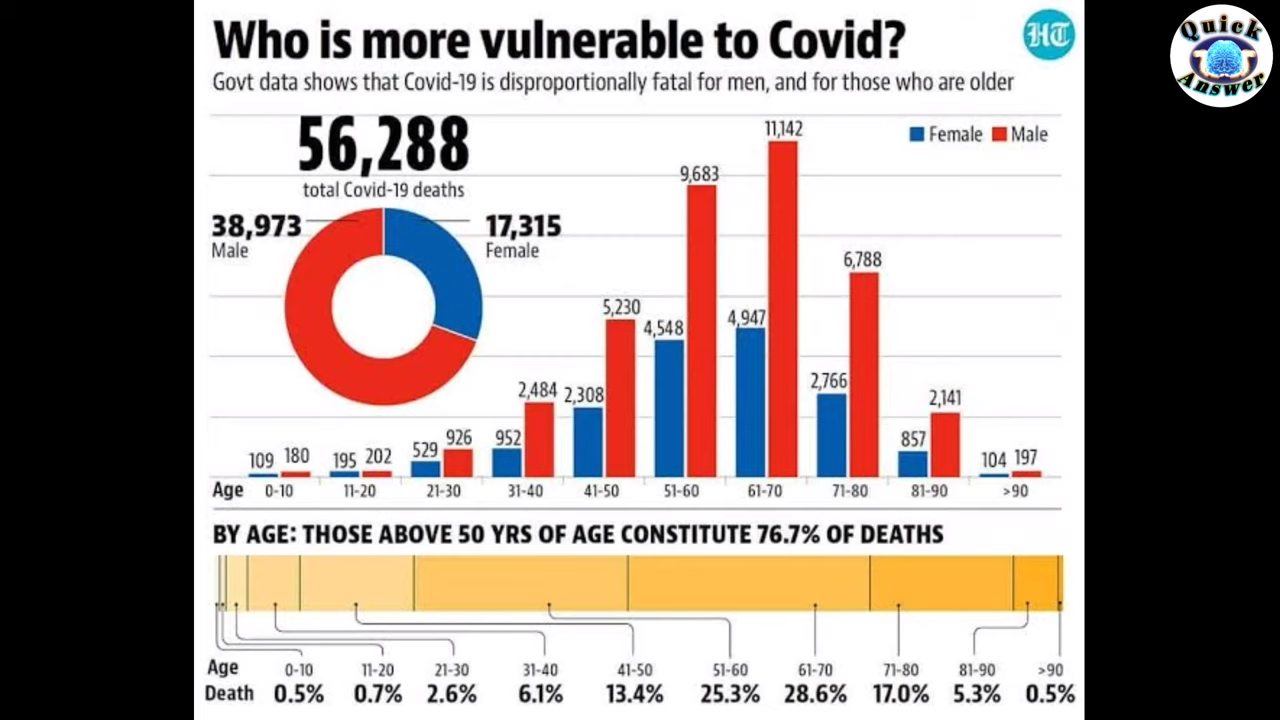 Who is more vulnerable to Covid?
HT
Quick
Answer
Govt data shows that Covid-19 is disproportionally fatal for men, and for those who are older
56,288
total Covid-19 deaths
38,973
Male
17,315
Female
Female Male
109 180 195 202 529 926 952 2,484 2,308 5,230 4,548 9,683 4,947 11,142 2,766 6,788 857 2,141 104 197
Age 0-10 11-20 21-30 31-40 41-50 51-60 61-70 71-80 81-90 >90
BY AGE: THOSE ABOVE 50 YRS OF AGE CONSTITUTE 76.7% OF DEATHS
Age 0-10 11-20 21-30 31-40 41-50 51-60 61-70 71-80 81-90 >90
Death 0.5% 0.7% 2.6% 6.1% 13.4% 25.3% 28.6% 17.0% 5.3% 0.5%